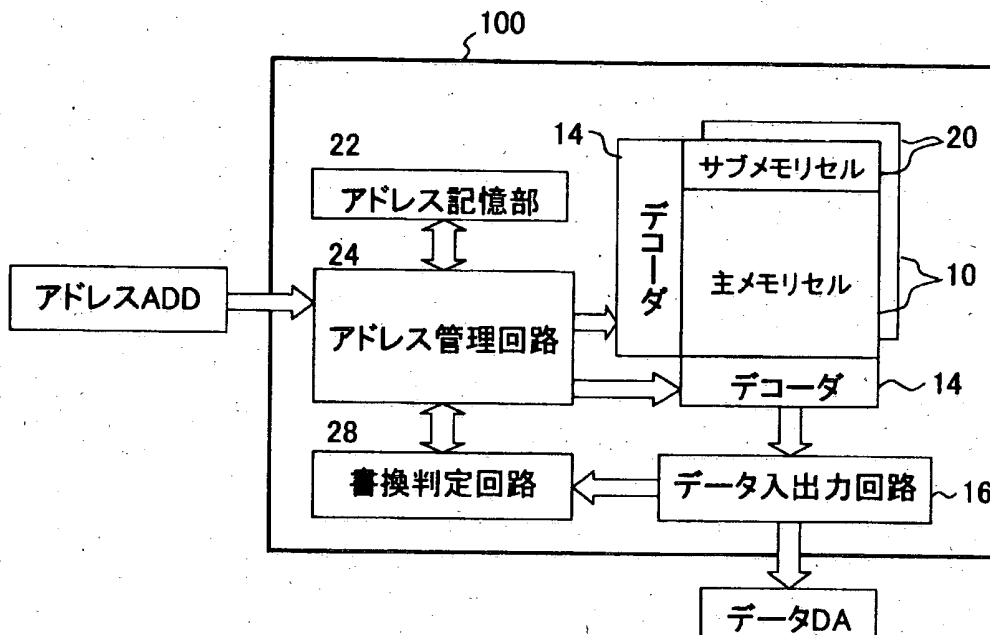 100
14
20
サブメモリセル
22
アドレス記憶部
デコーダ
24
アドレスADD
アドレス管理回路
主メモリセル
10
デコーダ
14
28
書換判定回路
データ入出力回路
16
データDA